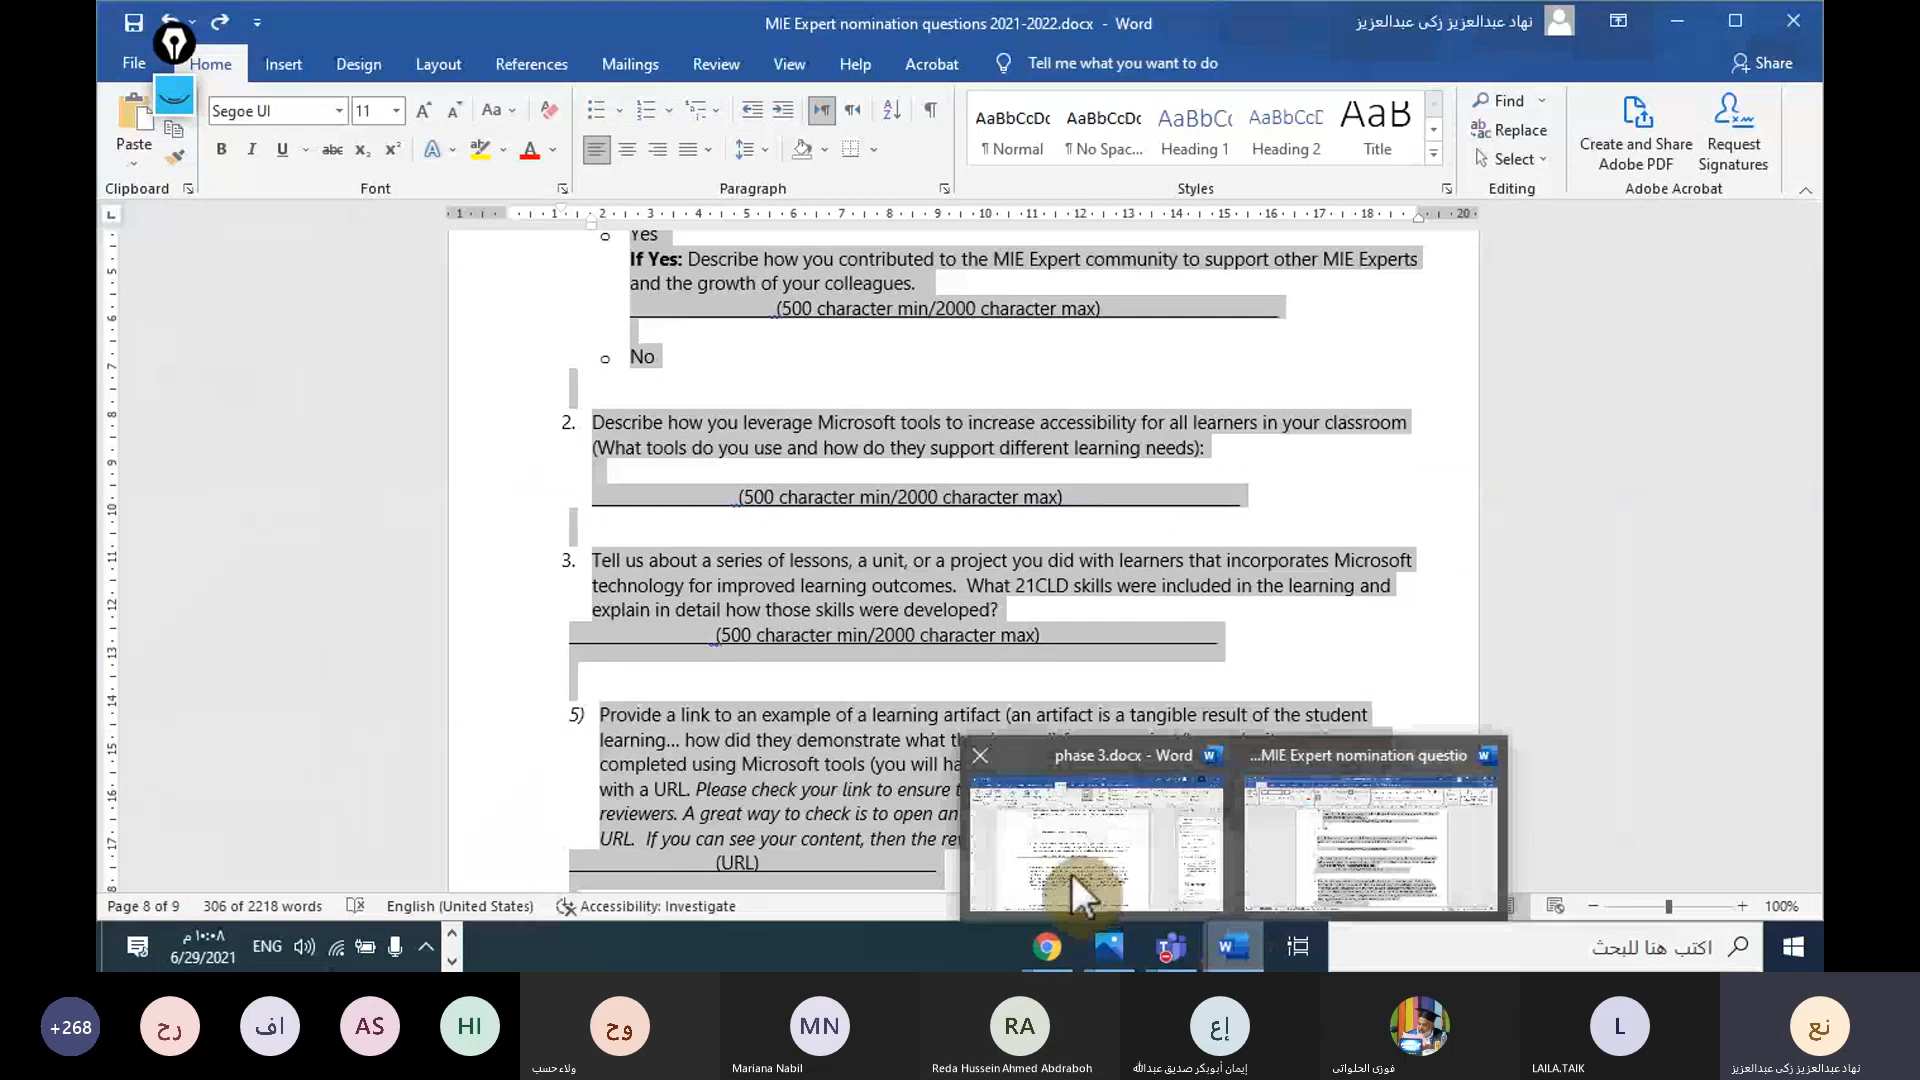 MIE Expert nomination questions 2021-2022.docx - Word
نهاد عبدالعزيز زكى عبدالعزيز
File
Home
Insert
Design
Layout
References
Mailings
Review
View
Help
Acrobat
Tell me what you want to do
Share
Paste
Segoe UI
11
Aa
AaBbCcDc
AaBbCcDc
AaBbCc
AaBbCcD
AaB
¶ Normal
¶ No Spac...
Heading 1
Heading 2
Title
Find
Replace
Select
Create and Share
Adobe PDF
Request
Signatures
Clipboard
Font
Paragraph
Styles
Editing
Adobe Acrobat
Yes
If Yes: Describe how you contributed to the MIE Expert community to support other MIE Experts
and the growth of your colleagues.
(500 character min/2000 character max)
No
2. Describe how you leverage Microsoft tools to increase accessibility for all learners in your classroom
(What tools do you use and how do they support different learning needs):
(500 character min/2000 character max)
3. Tell us about a series of lessons, a unit, or a project you did with learners that incorporates Microsoft
technology for improved learning outcomes. What 21CLD skills were included in the learning and
explain in detail how those skills were developed?
(500 character min/2000 character max)
5) Provide a link to an example of a learning artifact (an artifact is a tangible result of the student
learning... how did they demonstrate what th
completed using Microsoft tools (you will ha
with a URL. Please check your link to ensure t
reviewers. A great way to check is to open an
URL. If you can see your content, then the rev
(URL)
phase 3.docx - Word
...MIE Expert nomination questio
Page 8 of 9
306 of 2218 words
English (United States)
Accessibility: Investigate
100%
١٠:٠٨ م
6/29/2021
ENG
اكتب هنا للبحث
+268
رح
اف
AS
HI
وح
MN
RA
إع
L
نع
ولاء حسب
Mariana Nabil
Reda Hussein Ahmed Abdraboh
إيمان أبوبكر صديق عبدالله
فوزى الحلوانى
LAILA.TAIK
نهاد عبدالعزيز زكى عبدالعزيز